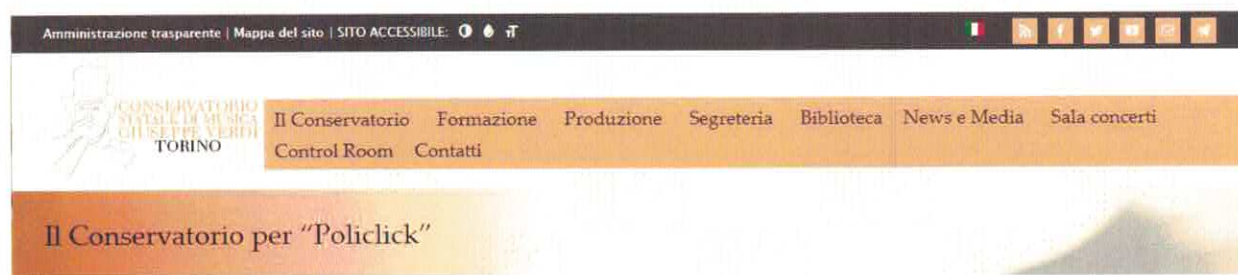 Amministrazione trasparente | Mappa del sito | SITO ACCESSIBILE:
CONSERVATORIO
STATALE DI MUSICA
GIUSEPPE VERDI
TORINO
Il Conservatorio Formazione Produzione Segreteria Biblioteca News e Media Sala concerti
Control Room Contatti
Il Conservatorio per “Policlick”